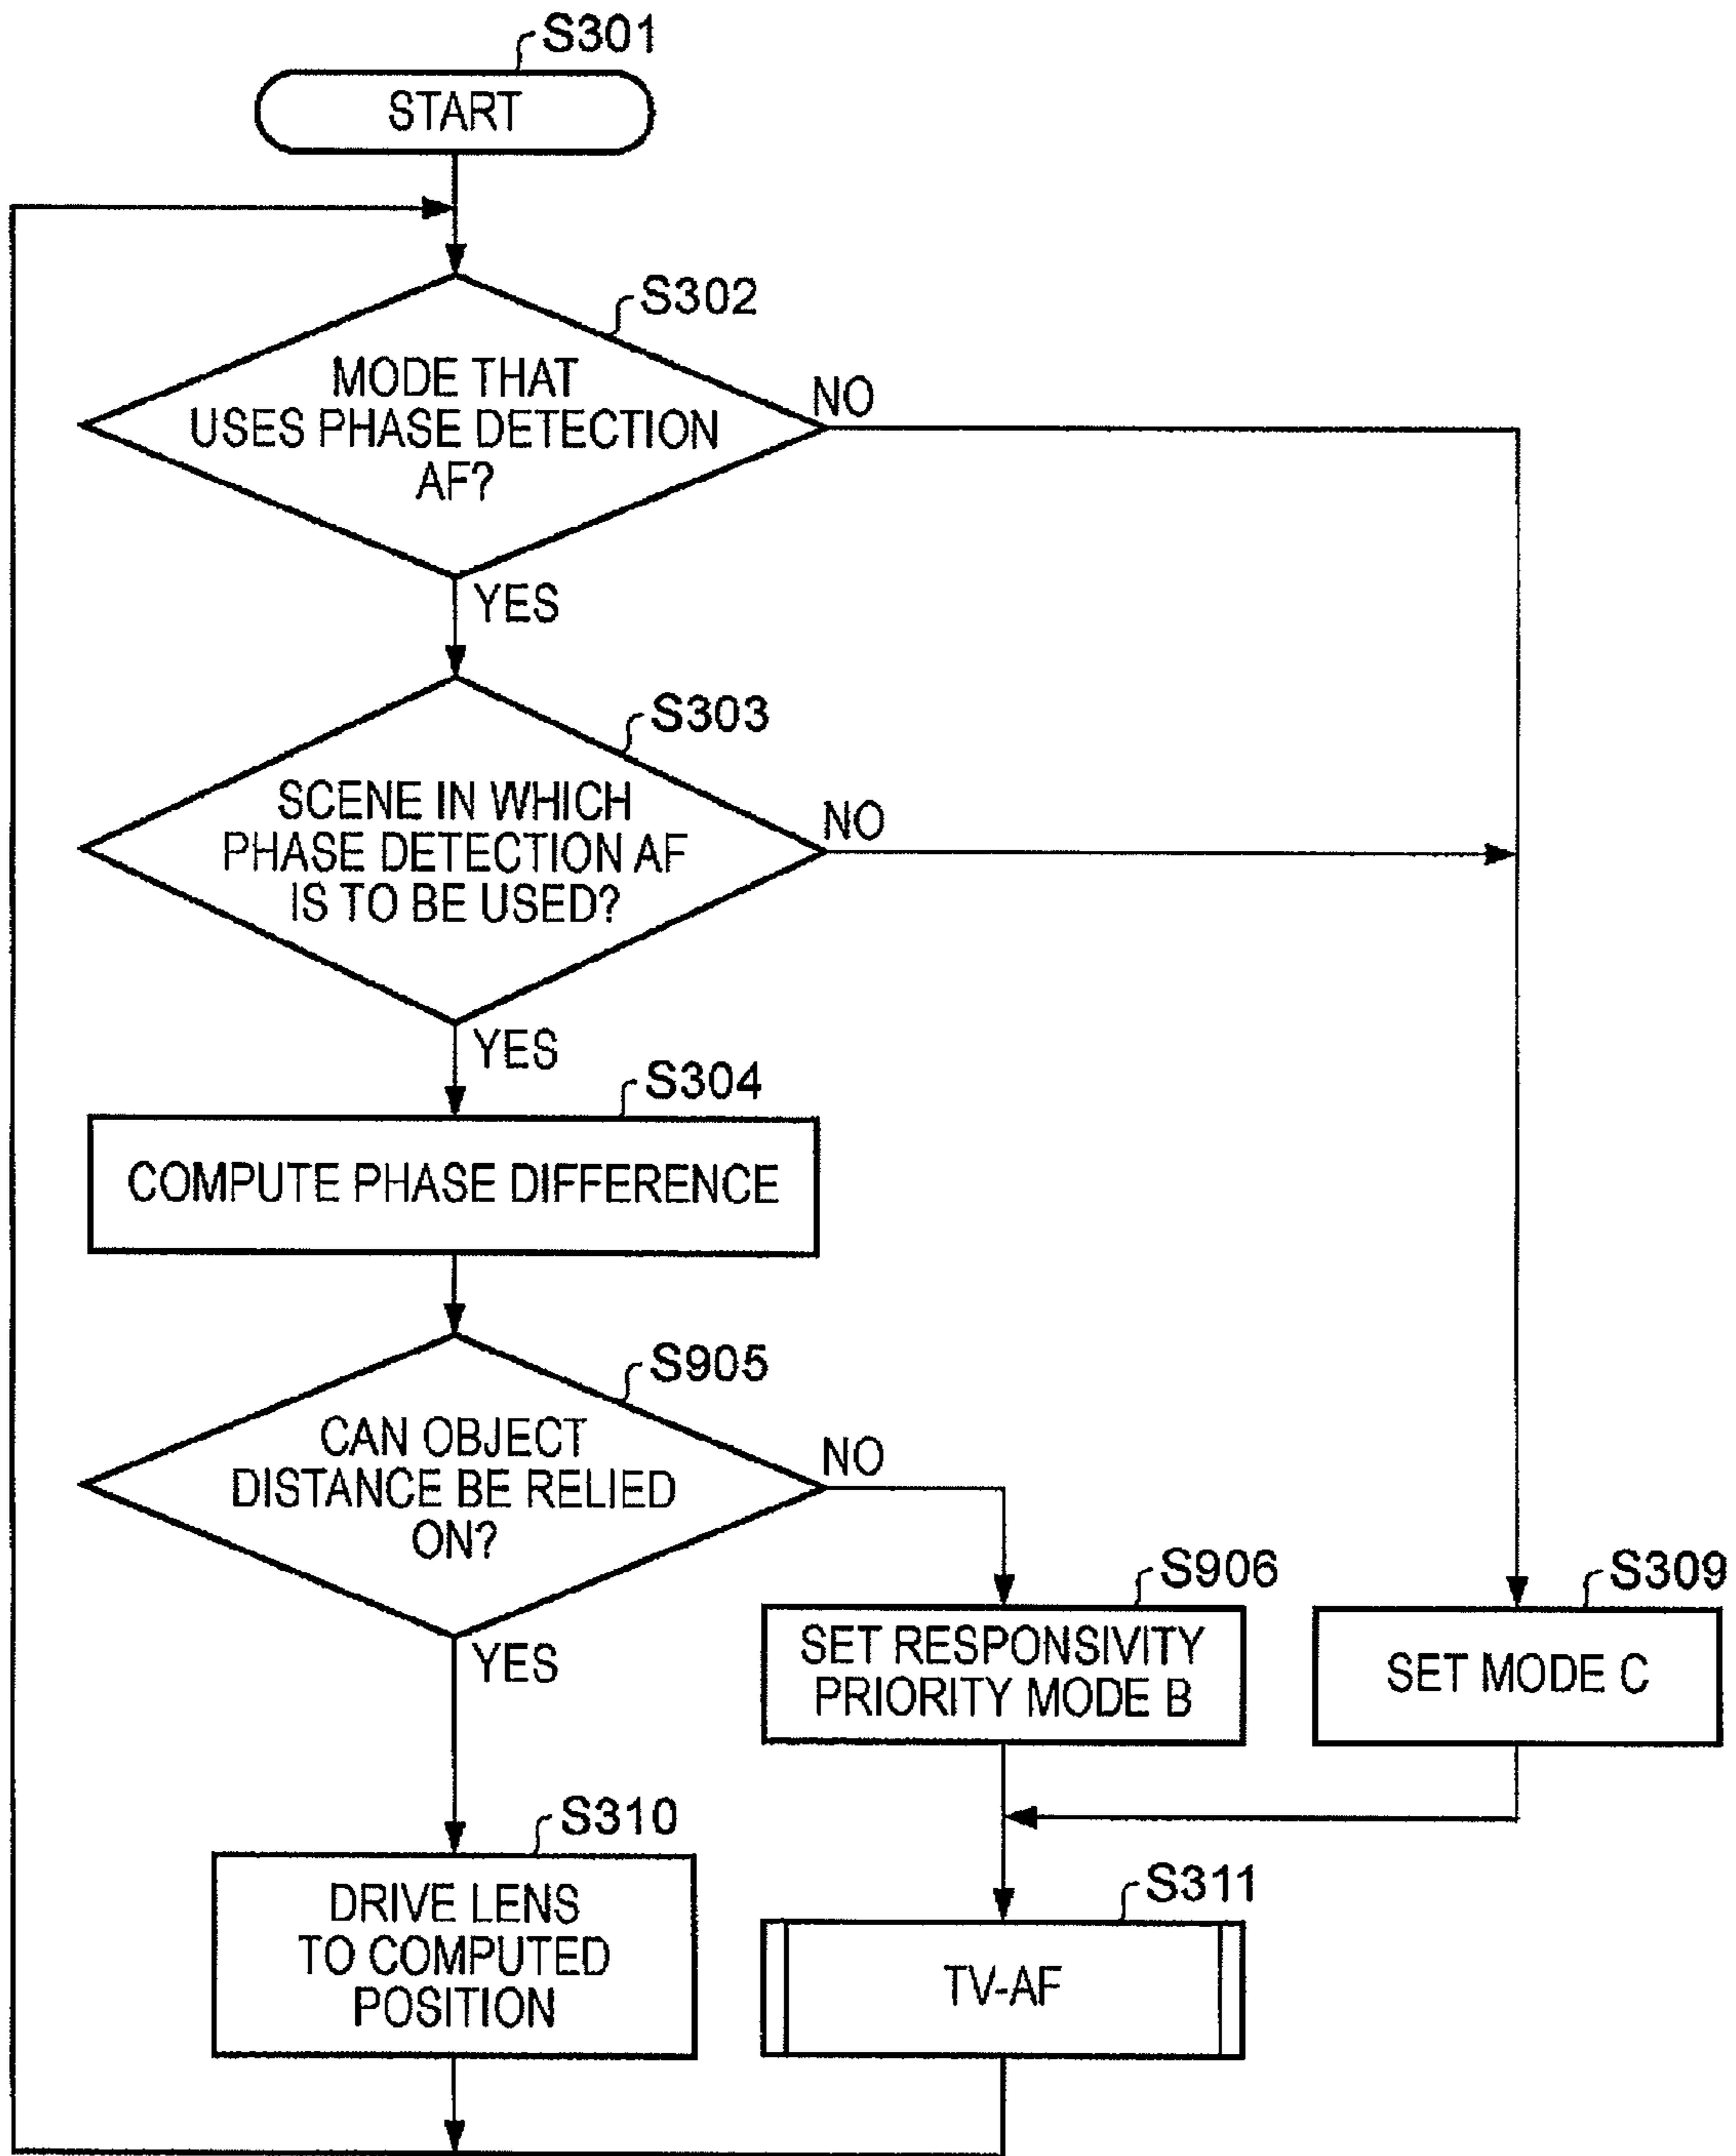 S301
START
S302
MODE THAT
USES PHASE DETECTION
AF?
NO
YES
S303
SCENE IN WHICH
PHASE DETECTION AF
IS TO BE USED?
NO
YES
S304
COMPUTE PHASE DIFFERENCE
S905
CAN OBJECT
DISTANCE BE RELIED
ON?
NO
YES
S906
SET RESPONSIVITY
PRIORITY MODE B
S309
SET MODE C
S310
DRIVE LENS
TO COMPUTED
POSITION
S311
TV-AF